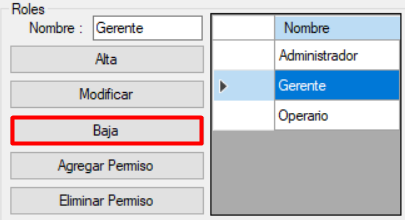 Roles
Nombre : Gerente
Alta
Modificar
Baja
Agregar Permiso
Eliminar Permiso
Nombre
Administrador
Gerente
Operario